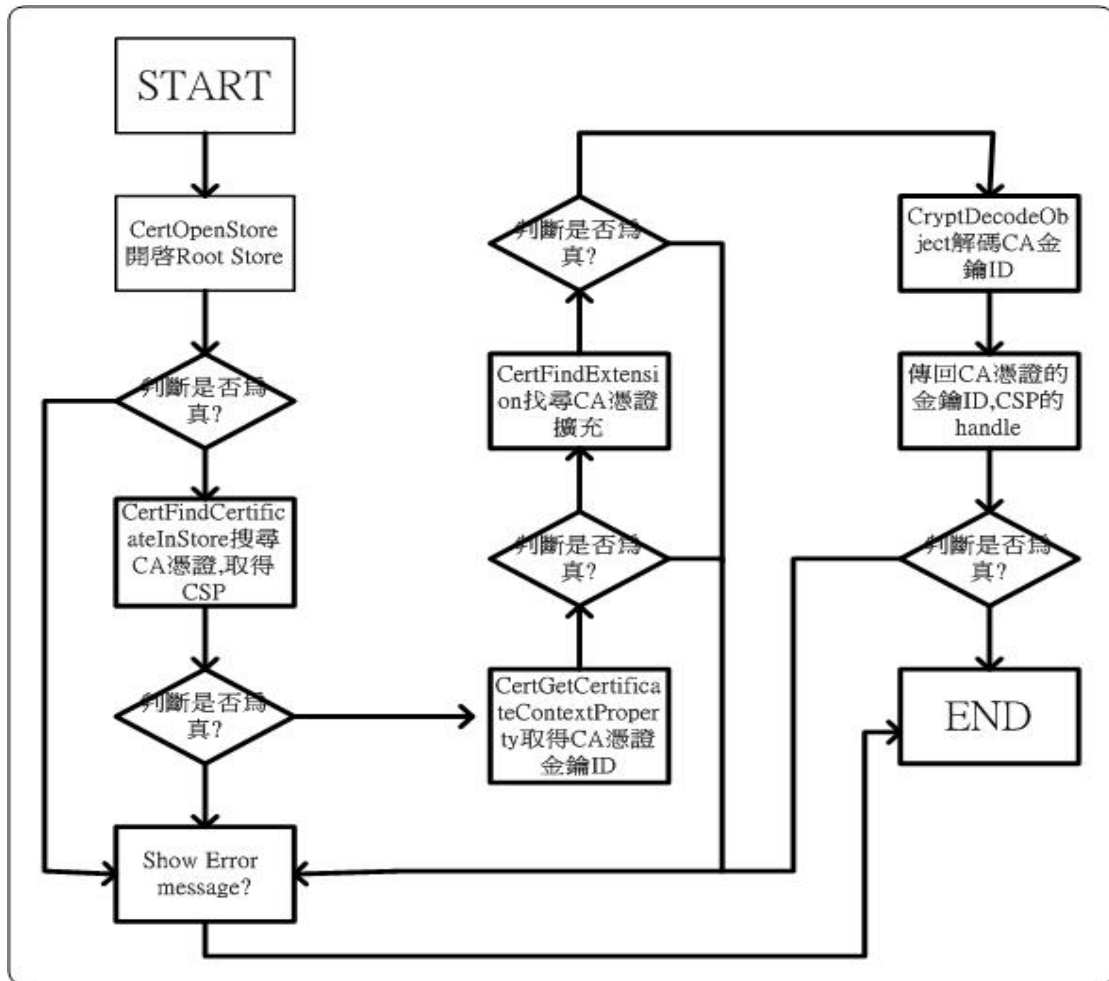 START
CertOpenStore
開啓Root Store
判斷是否爲
真?
CertFindCertific
ateInStore搜尋
CA憑證,取得
CSP
判斷是否爲
真?
Show Error
message?
CertGetCertifica
teContextProper
ty取得CA憑證
金鑰ID
判斷是否爲
真?
CertFindExtensi
on找尋CA憑證
擴充
判斷是否爲
真?
CryptDecodeOb
ject解碼CA金
鑰ID
傳回CA憑證的
金鑰ID,CSP的
handle
判斷是否爲
真?
END